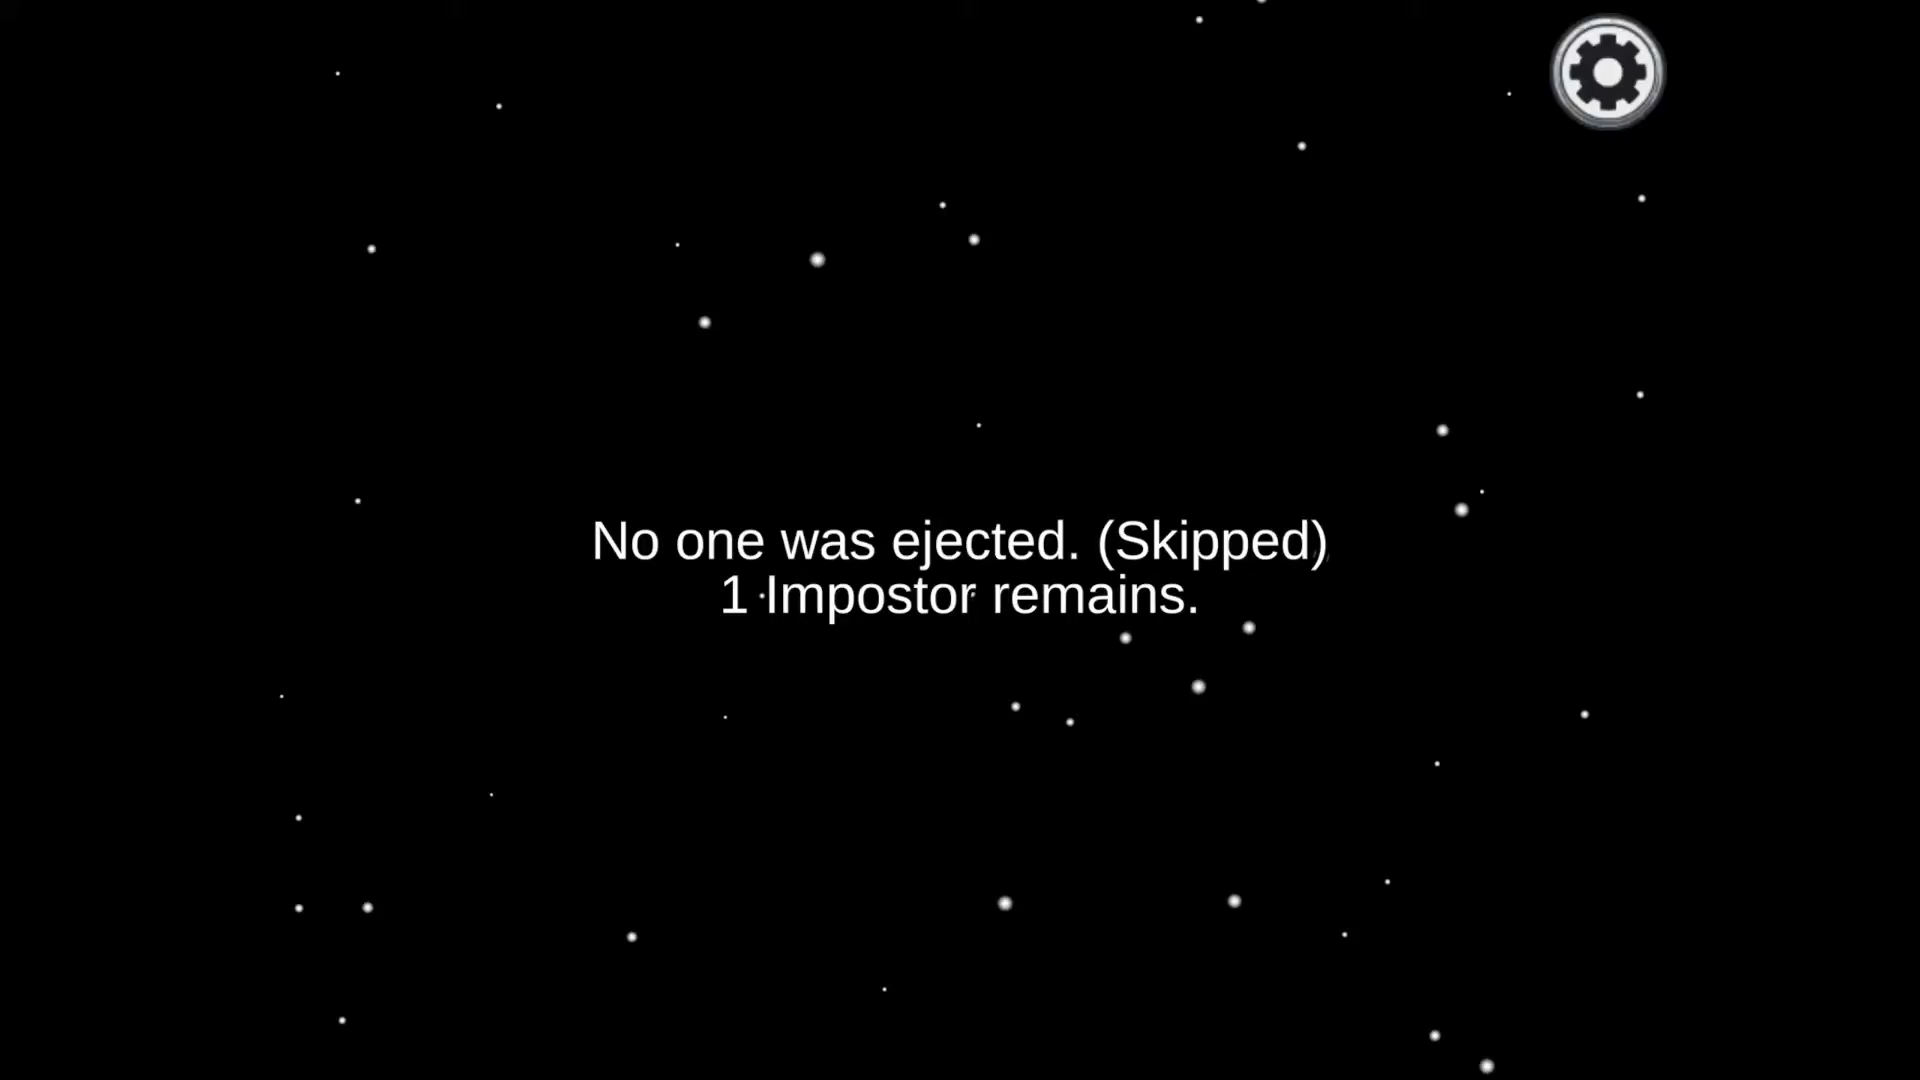 No one was ejected. (Skipped)
1 Impostor remains.